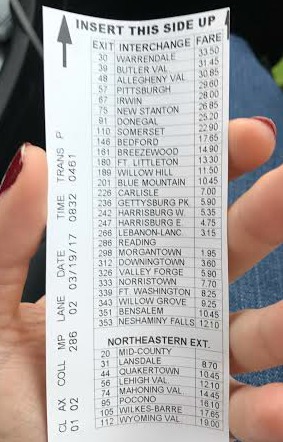 INSERT THIS SIDE UP
EXIT INTERCHANGE FARE
30 WARRENDALE 33.50
39 BUTLER VAL 31.45
48 ALLEGHENY VAL 30.85
57 PITTSBURGH 29.60
67 IRWIN 28.00
75 NEW STANTON 26.85
91 DONEGAL 25.20
110 SOMERSET 22.90
146 BEDFORD 17.65
161 BREEZEWOOD 14.90
180 FT. LITTLETON 13.30
189 WILLOW HILL 11.50
201 BLUE MOUNTAIN 10.45
226 CARLISLE 7.00
236 GETTYSBURG PK 5.90
242 HARRISBURG W. 5.35
247 HARRISBURG E. 4.75
266 LEBANON-LANC 3.15
286 READING
298 MORGANTOWN 1.95
312 DOWNINGTOWN 3.60
326 VALLEY FORGE 5.90
333 NORRISTOWN 7.70
339 FT. WASHINGTON 8.25
343 WILLOW GROVE 9.25
351 BENSALEM 10.45
353 NESHAMINY FALLS 12.10
NORTHEASTERN EXT.
20 MID-COUNTY
31 LANSDALE 8.70
44 QUAKERTOWN 10.45
56 LEHIGH VAL 12.10
74 MAHONING VAL 14.45
95 POCONO 16.10
105 WILKES-BARRE 17.65
112 WYOMING VAL 19.00
CL AX COLL MP LANE DATE TIME TRANS P
01 02 286 02 03/19/17 0832 0461